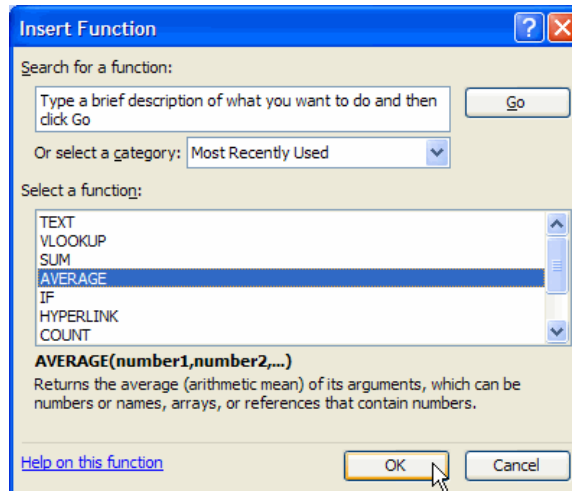 Insert Function
Search for a function:
Type a brief description of what you want to do and then
click Go
Go
Or select a category: Most Recently Used
Select a function:
TEXT
VLOOKUP
SUM
AVERAGE
IF
HYPERLINK
COUNT
AVERAGE(number1,number2,...)
Returns the average (arithmetic mean) of its arguments, which can be
numbers or names, arrays, or references that contain numbers.
Help on this function
OK
Cancel